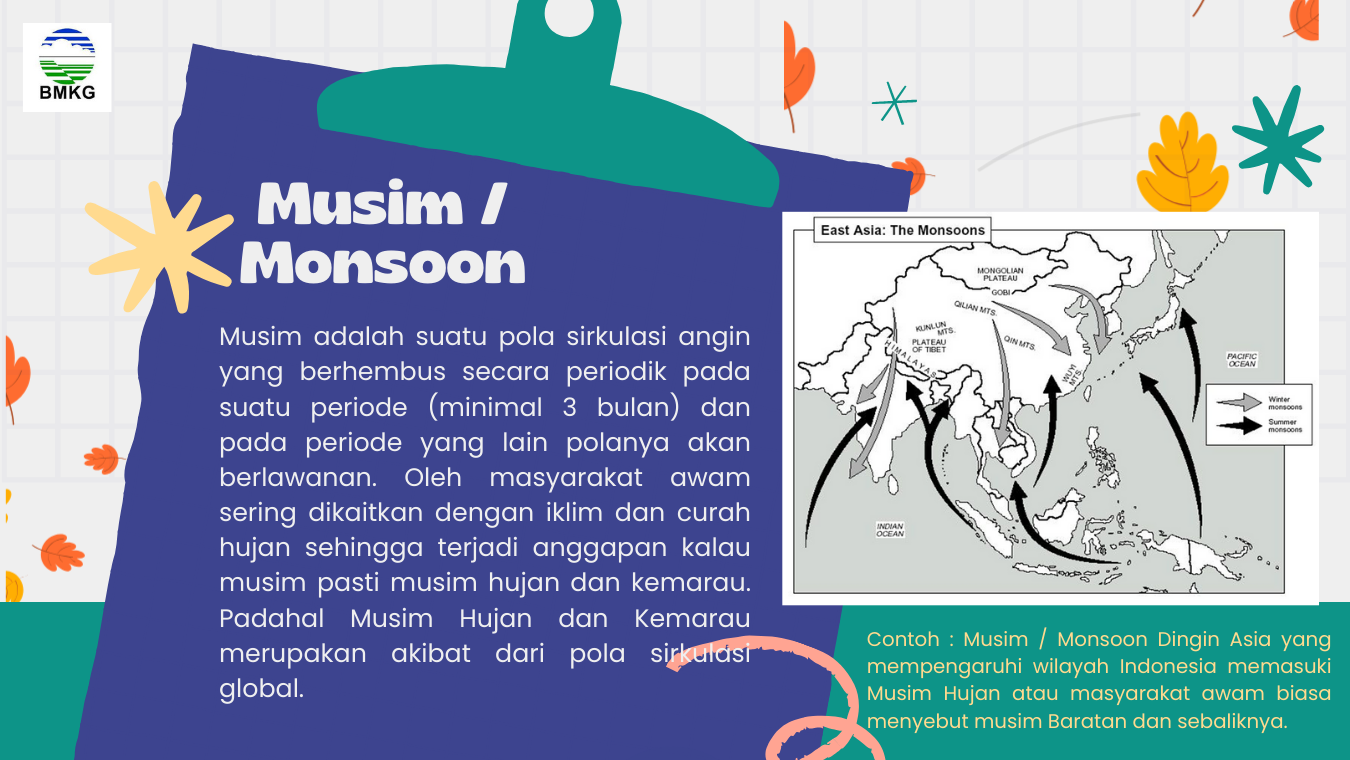 BMKG
Musim /
Monsoon
Musim adalah suatu pola sirkulasi angin
yang berhembus secara periodik pada
suatu periode (minimal 3 bulan) dan
pada periode yang lain polanya akan
berlawanan. Oleh masyarakat awam
sering dikaitkan dengan iklim dan curah
hujan sehingga terjadi anggapan kalau
musim pasti musim hujan dan kemarau.
Padahal Musim Hujan dan Kemarau
merupakan akibat dari pola sirkulasi
global.
East Asia: The Monsoons
MONGOLIAN
PLATEAU
GOBI
QILIAN MTS.
KUNLUN
MTS.
PLATEAU
OF TIBET
QIN MTS.
HIMALAYAS
WUYI
MTS.
PACIFIC
OCEAN
Winter
monsoons
Summer
monsoons
INDIAN
OCEAN
Contoh : Musim / Monsoon Dingin Asia yang
mempengaruhi wilayah Indonesia memasuki
Musim Hujan atau masyarakat awam biasa
menyebut musim Baratan dan sebaliknya.